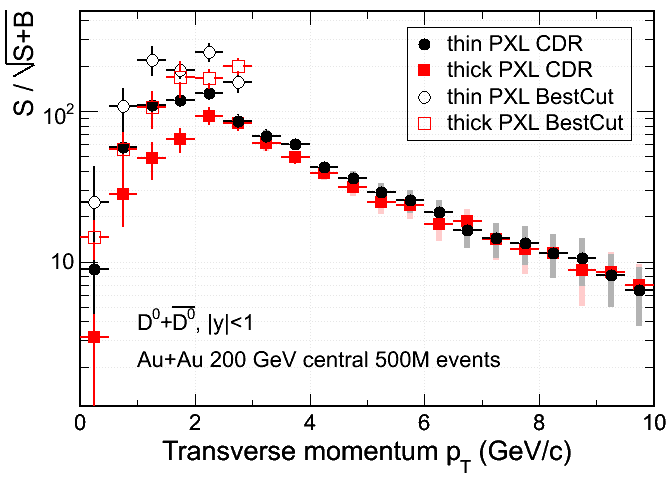 S / √S+B
thin PXL CDR
thick PXL CDR
thin PXL BestCut
thick PXL BestCut
10²
10
D⁰+D̅⁰, |y|<1
Au+Au 200 GeV central 500M events
0 2 4 6 8 10
Transverse momentum p_T (GeV/c)